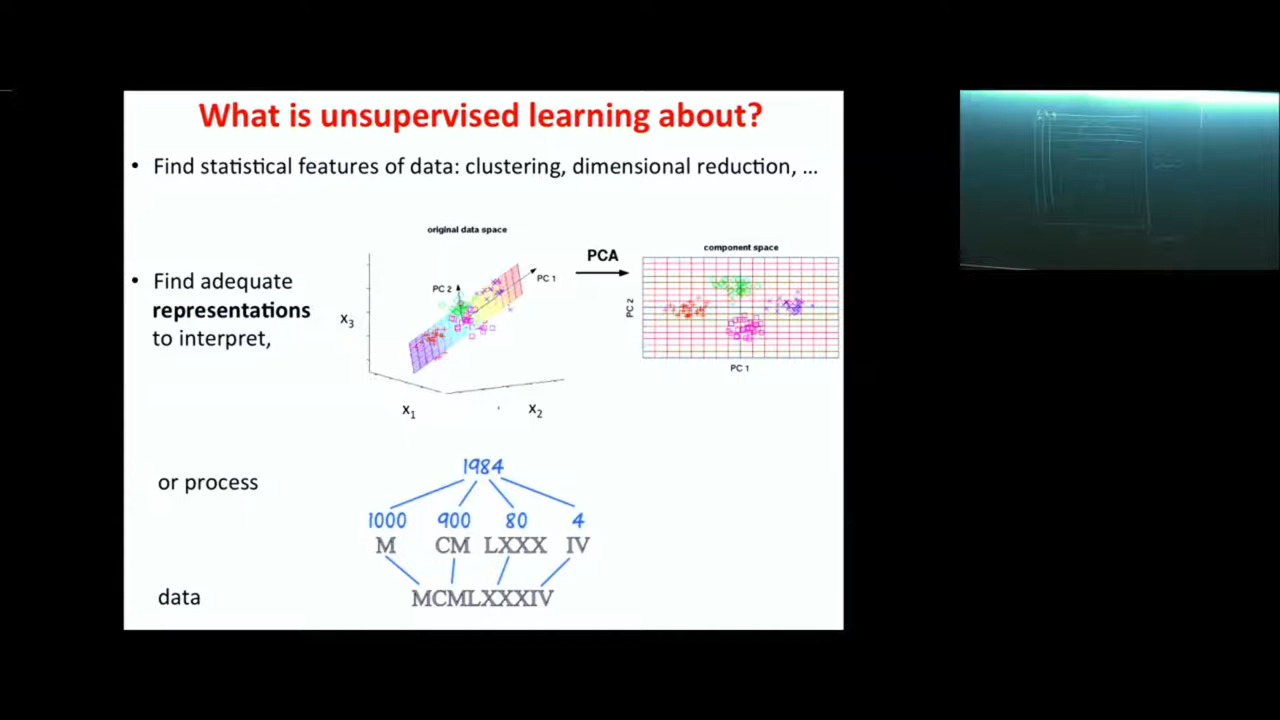 What is unsupervised learning about?
• Find statistical features of data: clustering, dimensional reduction, ...
• Find adequate
representations
to interpret,
original data space
PC 2
PC 1
x3
x1
x2
PCA
component space
PC 2
PC 1
or process
1984
1000 900 80 4
M CM LXXX IV
MCMLXXXIV
data